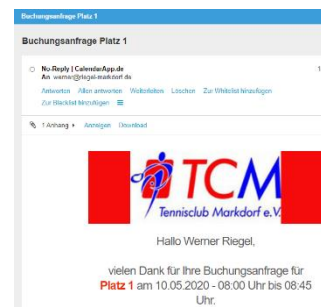 Buchungsanfrage Platz 1
Buchungsanfrage Platz 1
No-Reply | CalendarApp.de
An werner@riegel-markdorf.de
Antworten Allen antworten Weiterleiten Löschen Zur Whitelist hinzufügen
Zur Blacklist hinzufügen
1 Anhang Anzeigen Download
TCM
Tennisclub Markdorf e.V.
Hallo Werner Riegel,
vielen Dank für Ihre Buchungsanfrage für
Platz 1 am 10.05.2020 - 08:00 Uhr bis 08:45
Uhr.